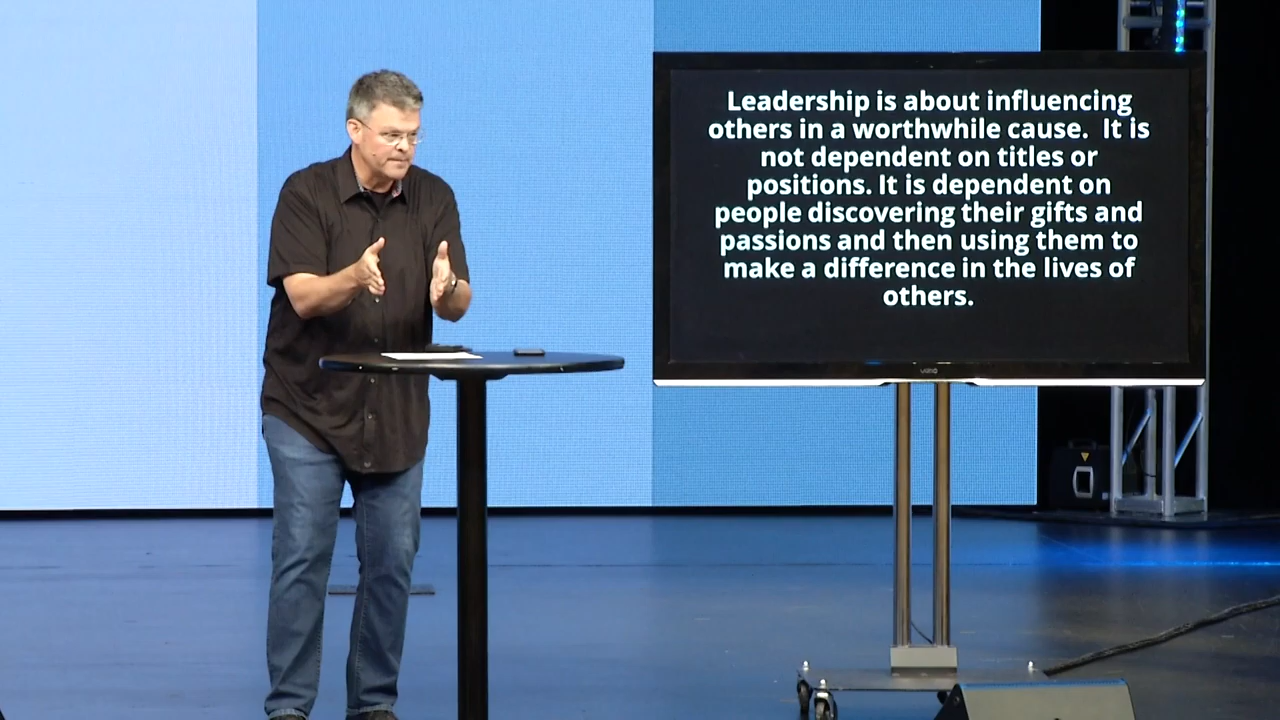 Leadership is about influencing
others in a worthwhile cause.  It is
not dependent on titles or
positions. It is dependent on
people discovering their gifts and
passions and then using them to
make a difference in the lives of
others.
VIZIO